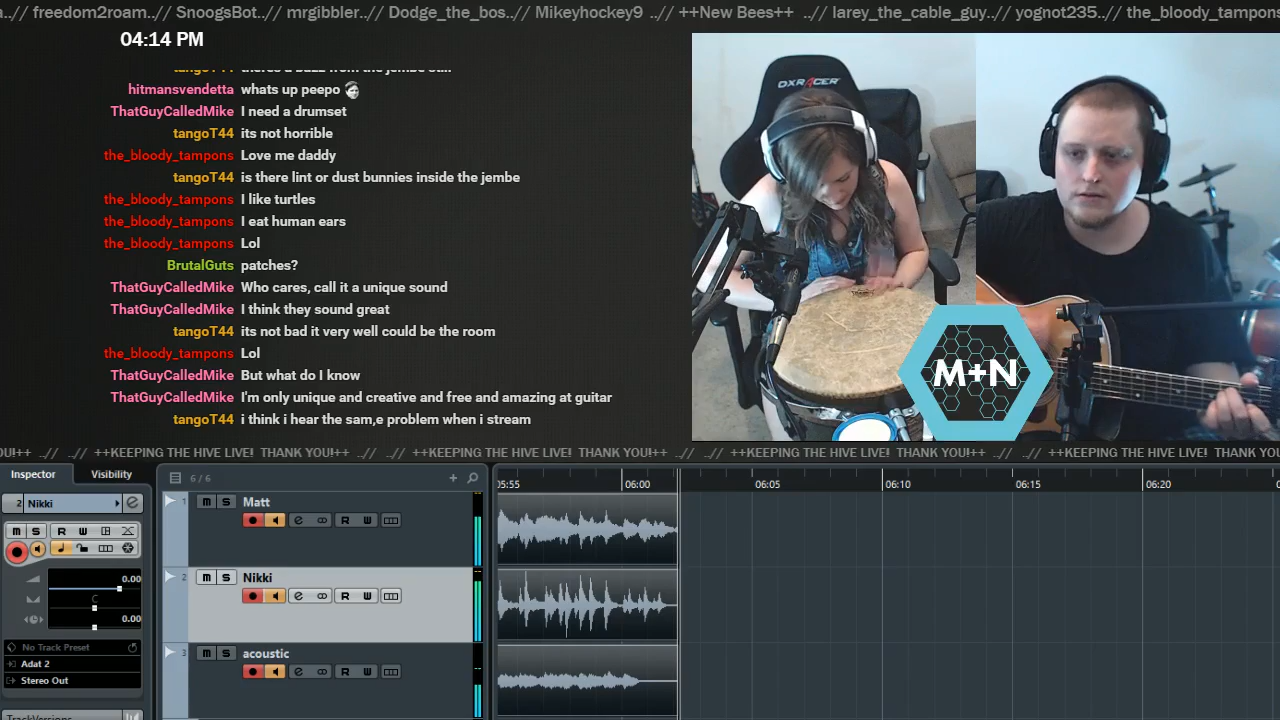 a..// freedom2roam..// SnoogsBot..// mrgibbler..// Dodge_the_bos..// Mikeyhockey9 ..// ++New Bees++ ..// larey_the_cable_guy..// yognot235..// the_bloody_tampons
04:14 PM
hitmansvendetta whats up peepo
ThatGuyCalledMike I need a drumset
tangoT44 its not horrible
the_bloody_tampons Love me daddy
tangoT44 is there lint or dust bunnies inside the jembe
the_bloody_tampons I like turtles
the_bloody_tampons I eat human ears
the_bloody_tampons Lol
BrutalGuts patches?
ThatGuyCalledMike Who cares, call it a unique sound
ThatGuyCalledMike I think they sound great
tangoT44 its not bad it very well could be the room
the_bloody_tampons Lol
ThatGuyCalledMike But what do I know
ThatGuyCalledMike I'm only unique and creative and free and amazing at guitar
tangoT44 i think i hear the sam,e problem when i stream
OXRACER
M+N
OU!++ ..// ..// ++KEEPING THE HIVE LIVE! THANK YOU!++ ..// ..// ++KEEPING THE HIVE LIVE! THANK YOU!++ ..// ..// ++KEEPING THE HIVE LIVE! THANK YOU!++ ..// ..// ++KEEPING THE HIVE LIVE! THANK YOU
Inspector Visibility
6 / 6
05:55 06:00 06:05 06:10 06:15 06:20
2 Nikki
M S R W
0.00
C
0.00
No Track Preset
Adat 2
Stereo Out
TrackVersions
1 M S Matt
R W
2 M S Nikki
R W
3 M S acoustic
R W